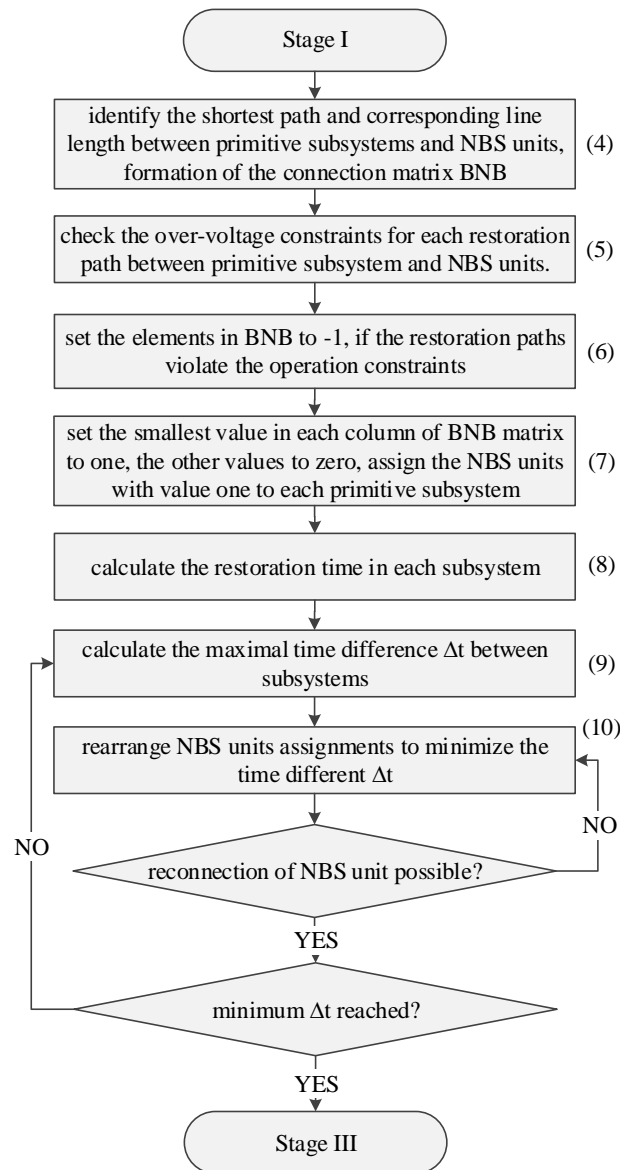 Stage I
identify the shortest path and corresponding line
length between primitive subsystems and NBS units,
formation of the connection matrix BNB
(4)
check the over-voltage constraints for each restoration
path between primitive subsystem and NBS units.
(5)
set the elements in BNB to -1, if the restoration paths
violate the operation constraints
(6)
set the smallest value in each column of BNB matrix
to one, the other values to zero, assign the NBS units
with value one to each primitive subsystem
(7)
calculate the restoration time in each subsystem
(8)
calculate the maximal time difference Δt between
subsystems
(9)
(10)
rearrange NBS units assignments to minimize the
time different Δt
NO
NO
reconnection of NBS unit possible?
YES
minimum Δt reached?
YES
Stage III